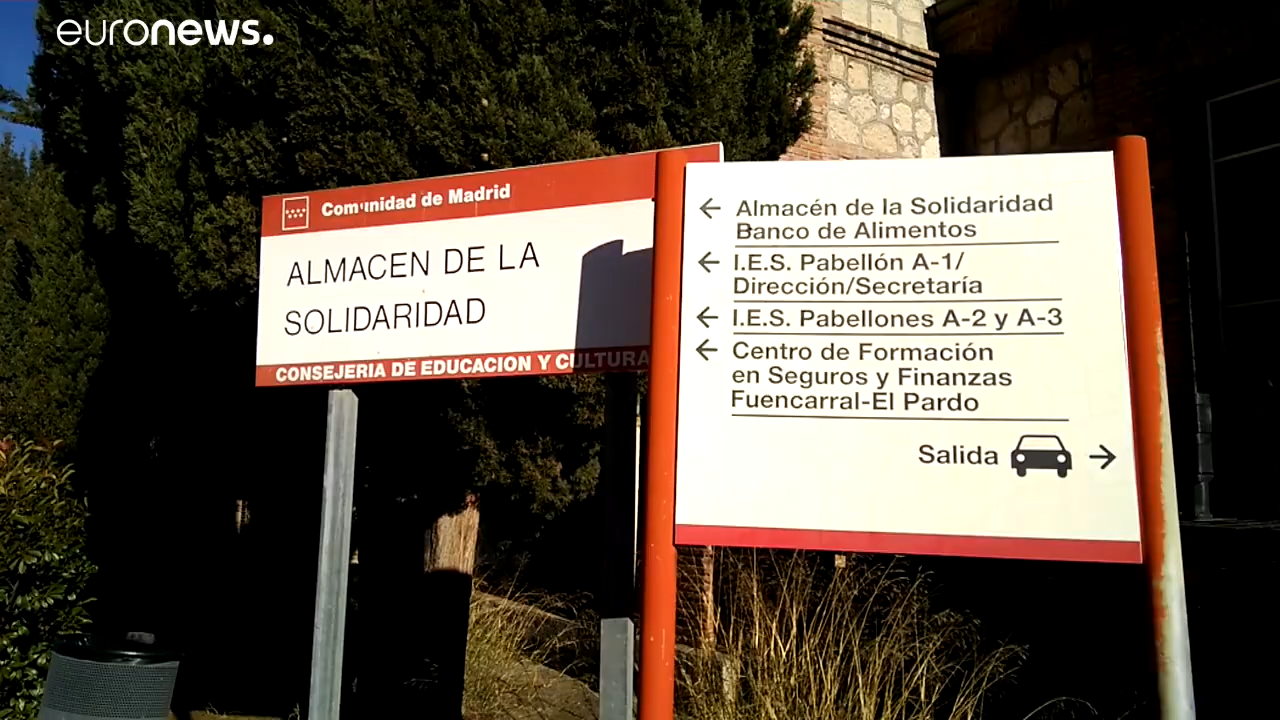 euronews.
Comunidad de Madrid
ALMACEN DE LA
SOLIDARIDAD
CONSEJERIA DE EDUCACION Y CULTURA
← Almacén de la Solidaridad
Banco de Alimentos
← I.E.S. Pabellón A-1/
Dirección/Secretaría
← I.E.S. Pabellones A-2 y A-3
← Centro de Formación
en Seguros y Finanzas
Fuencarral-El Pardo
Salida →